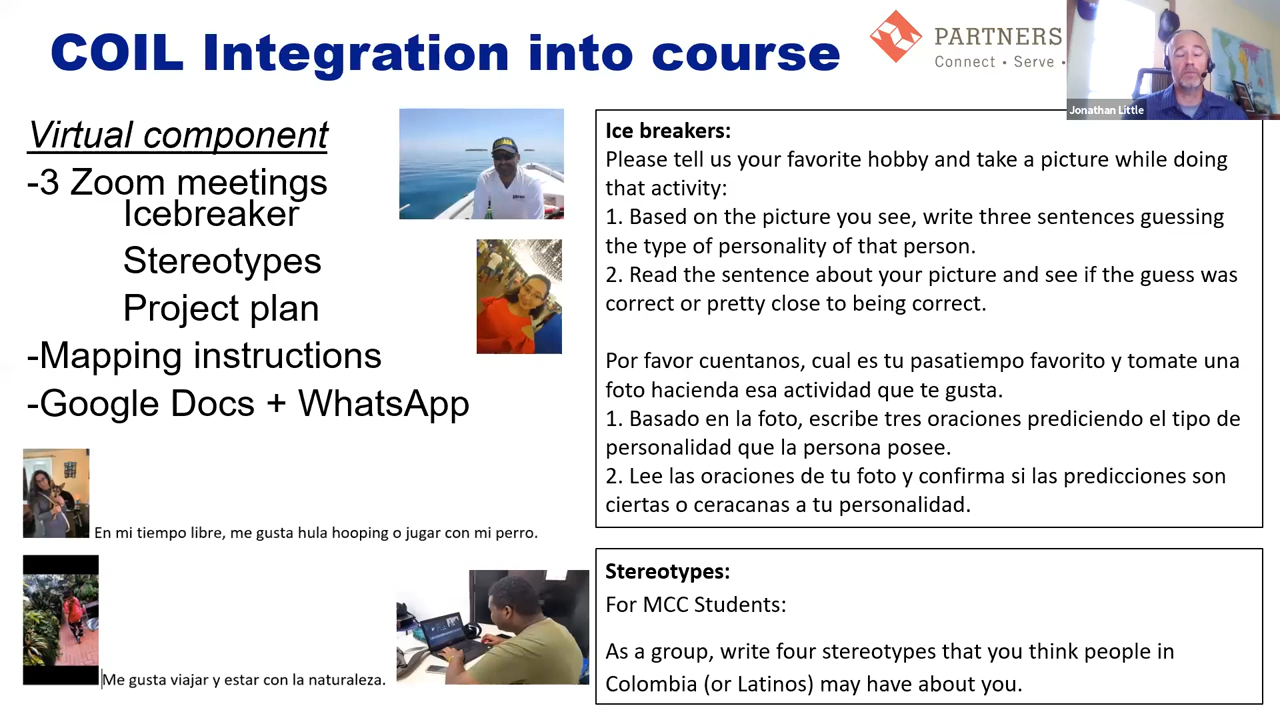 COIL Integration into course
PARTNERS
Connect • Serve •
Jonathan Little
Virtual component
-3 Zoom meetings
Icebreaker
Stereotypes
Project plan
-Mapping instructions
-Google Docs + WhatsApp
En mi tiempo libre, me gusta hula hooping o jugar con mi perro.
Me gusta viajar y estar con la naturaleza.
Ice breakers:
Please tell us your favorite hobby and take a picture while doing
that activity:
1. Based on the picture you see, write three sentences guessing
the type of personality of that person.
2. Read the sentence about your picture and see if the guess was
correct or pretty close to being correct.
Por favor cuentanos, cual es tu pasatiempo favorito y tomate una
foto hacienda esa actividad que te gusta.
1. Basado en la foto, escribe tres oraciones prediciendo el tipo de
personalidad que la persona posee.
2. Lee las oraciones de tu foto y confirma si las predicciones son
ciertas o ceracanas a tu personalidad.
Stereotypes:
For MCC Students:
As a group, write four stereotypes that you think people in
Colombia (or Latinos) may have about you.